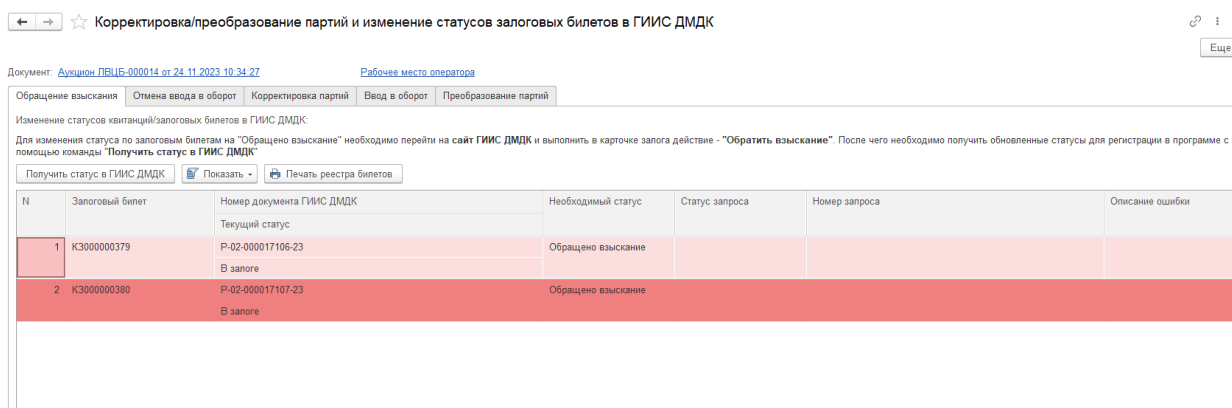 Корректировка/преобразование партий и изменение статусов залоговых билетов в ГИИС ДМДК
Еще
Документ: Аукцион ЛВЦБ-000014 от 24.11.2023 10:34:27 Рабочее место оператора
Обращение взыскания Отмена ввода в оборот Корректировка партий Ввод в оборот Преобразование партий
Изменение статусов квитанций/залоговых билетов в ГИИС ДМДК:
Для изменения статуса по залоговым билетам на "Обращено взыскание" необходимо перейти на сайт ГИИС ДМДК и выполнить в карточке залога действие - "Обратить взыскание". После чего необходимо получить обновленные статусы для регистрации в программе с
помощью команды "Получить статус в ГИИС ДМДК"
Получить статус в ГИИС ДМДК Показать Печать реестра билетов
N Залоговый билет Номер документа ГИИС ДМДК Необходимый статус Статус запроса Номер запроса Описание ошибки
Текущий статус
1 КЗ000000379 Р-02-000017106-23 Обращено взыскание
В залоге
2 КЗ000000380 Р-02-000017107-23 Обращено взыскание
В залоге